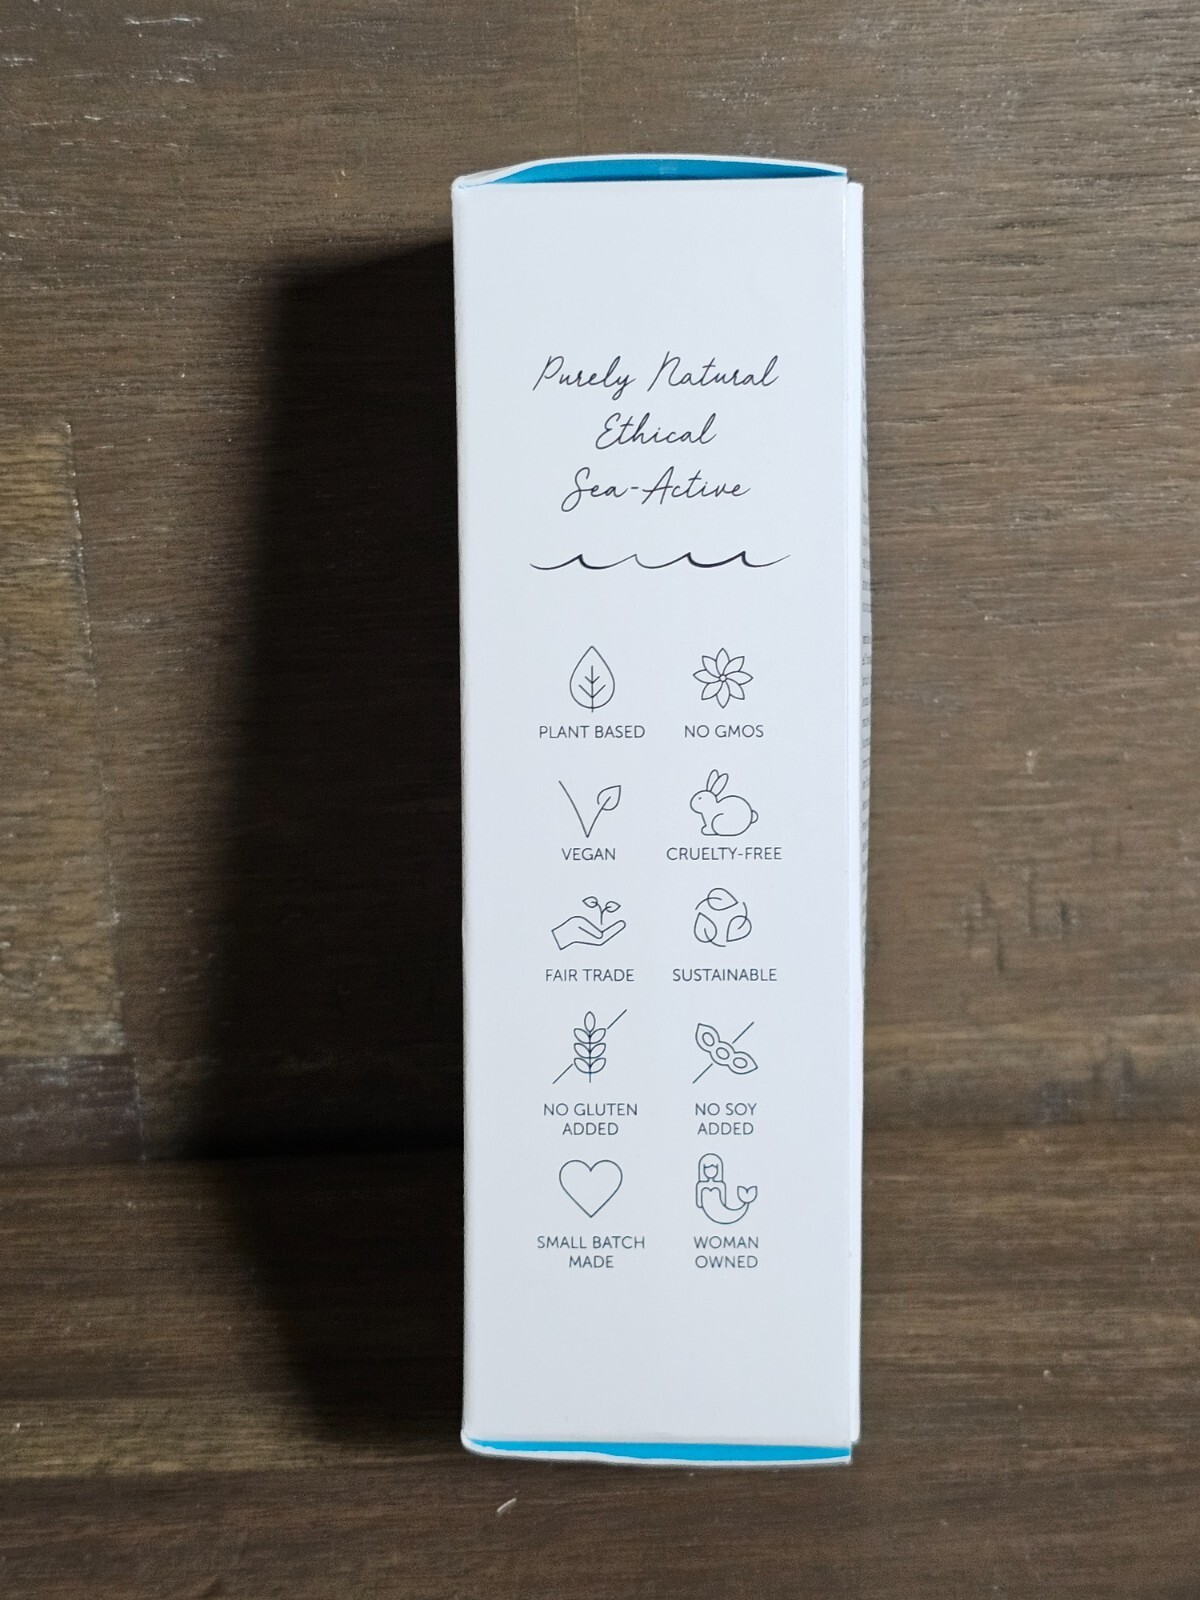 Purely Natural
Ethical
Sea-Active
PLANT BASED
NO GMOS
VEGAN
CRUELTY-FREE
FAIR TRADE
SUSTAINABLE
NO GLUTEN
ADDED
NO SOY
ADDED
SMALL BATCH
MADE
WOMAN
OWNED